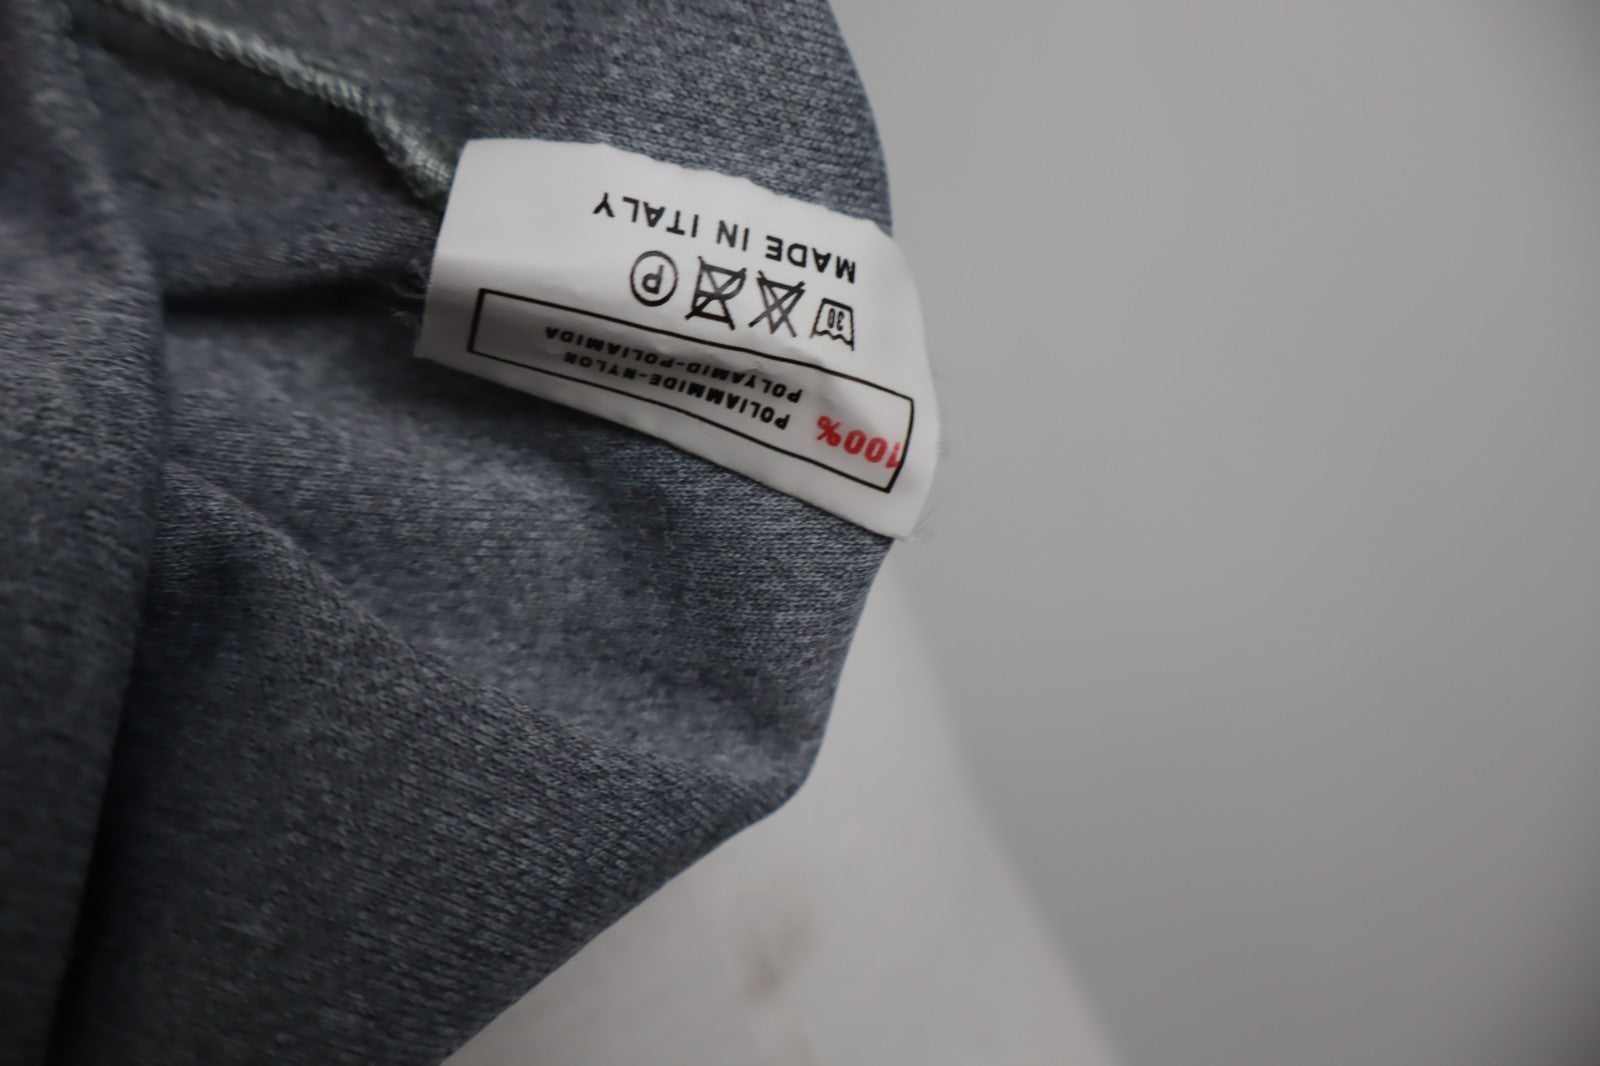 100% POLIAMMIDE-NYLON
POLYAMID-POLIAMIDA
30 P
MADE IN ITALY